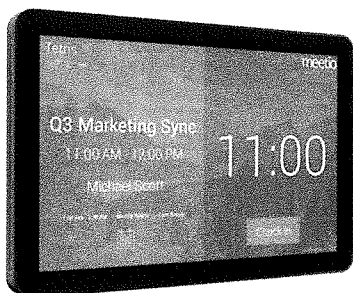 Tetris
meetio
Q3 Marketing Sync
11:00 AM - 12:00 PM
Michael Scott
11:00
Check in